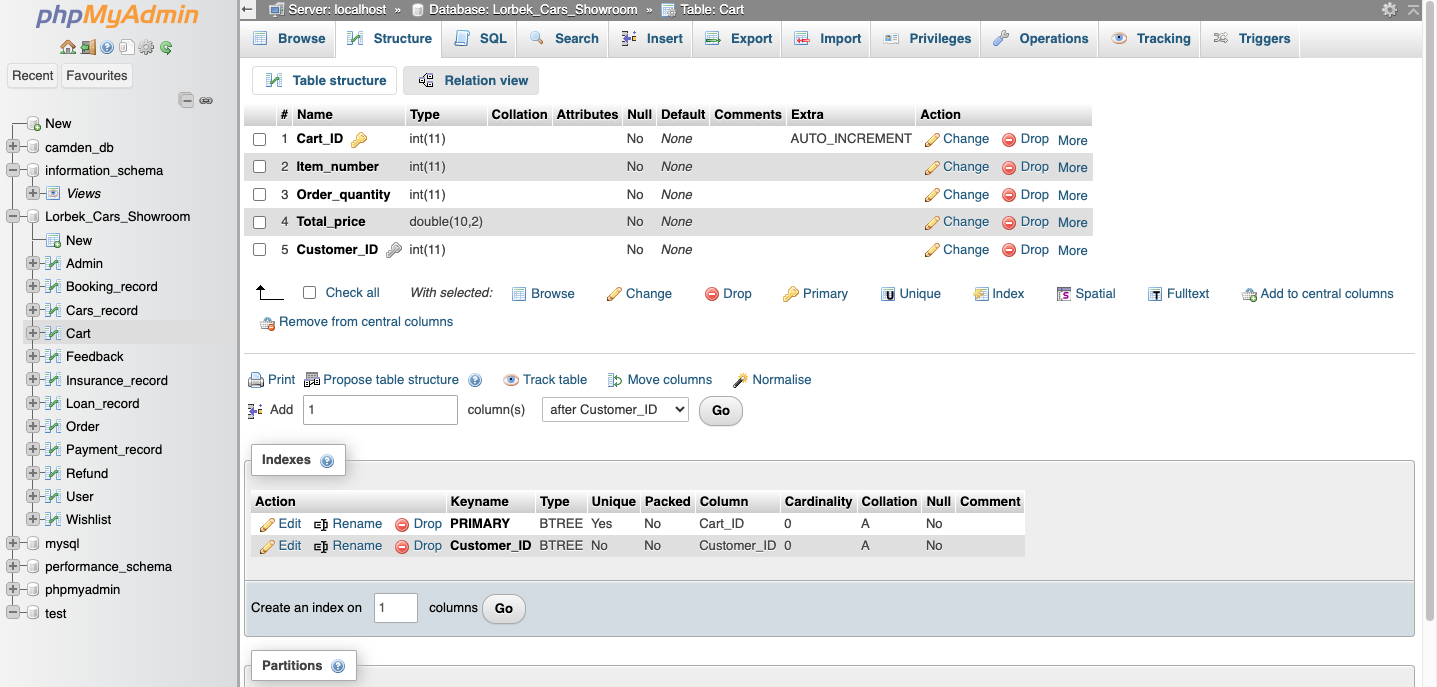 phpMyAdmin
Recent Favourites
New
camden_db
information_schema
Views
Lorbek_Cars_Showroom
New
Admin
Booking_record
Cars_record
Cart
Feedback
Insurance_record
Loan_record
Order
Payment_record
Refund
User
Wishlist
mysql
performance_schema
phpmyadmin
test
Server: localhost » Database: Lorbek_Cars_Showroom » Table: Cart
Browse Structure SQL Search Insert Export Import Privileges Operations Tracking Triggers
Table structure Relation view
# Name Type Collation Attributes Null Default Comments Extra Action
1 Cart_ID int(11) No None AUTO_INCREMENT Change Drop More
2 Item_number int(11) No None Change Drop More
3 Order_quantity int(11) No None Change Drop More
4 Total_price double(10,2) No None Change Drop More
5 Customer_ID int(11) No None Change Drop More
Check all With selected: Browse Change Drop Primary Unique Index Spatial Fulltext Add to central columns
Remove from central columns
Print Propose table structure Track table Move columns Normalise
Add 1 column(s) after Customer_ID Go
Indexes
Action Keyname Type Unique Packed Column Cardinality Collation Null Comment
Edit Rename Drop PRIMARY BTREE Yes No Cart_ID 0 A No
Edit Rename Drop Customer_ID BTREE No No Customer_ID 0 A No
Create an index on 1 columns Go
Partitions